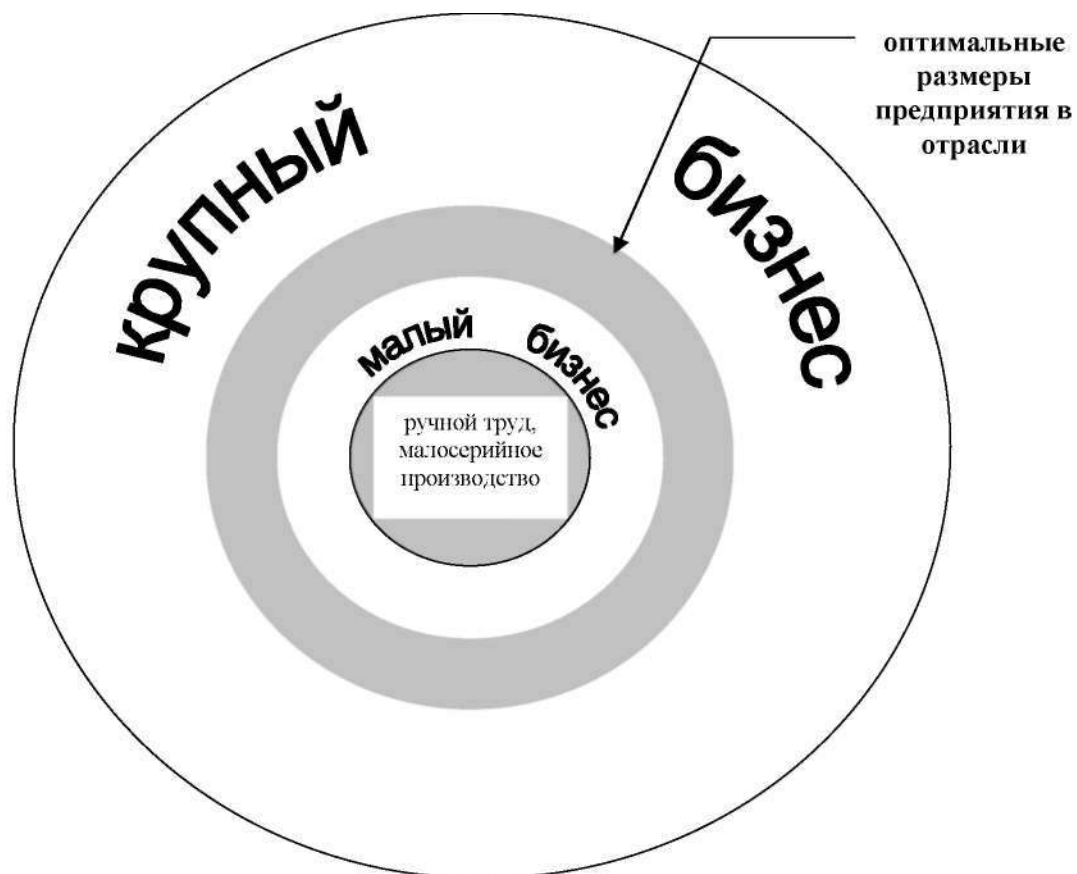 оптимальные
размеры
предприятия в
отрасли
крупный бизнес
малый бизнес
ручной труд,
малосерийное
производство